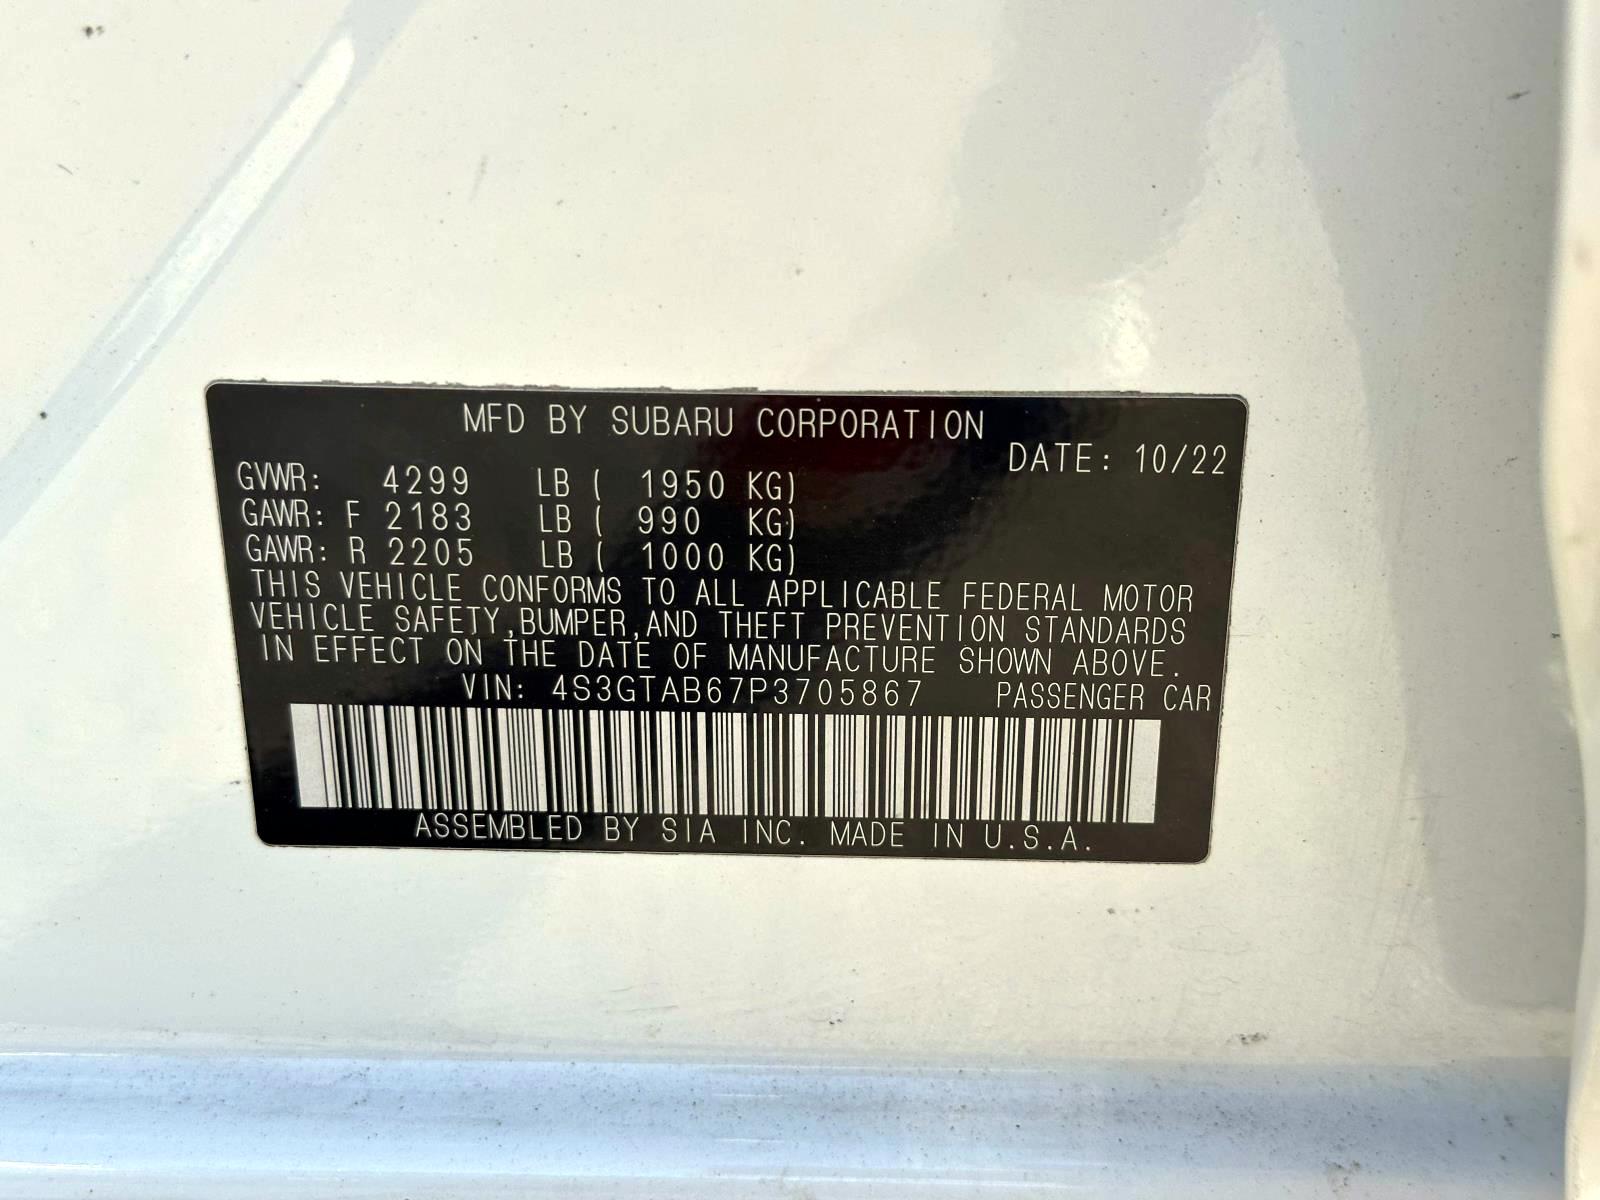 MFD BY SUBARU CORPORATION
DATE: 10/22
GVWR: 4299 LB ( 1950 KG)
GAWR: F 2183 LB ( 990 KG)
GAWR: R 2205 LB ( 1000 KG)
THIS VEHICLE CONFORMS TO ALL APPLICABLE FEDERAL MOTOR
VEHICLE SAFETY,BUMPER,AND THEFT PREVENTION STANDARDS
IN EFFECT ON THE DATE OF MANUFACTURE SHOWN ABOVE.
VIN: 4S3GTAB67P3705867 PASSENGER CAR
ASSEMBLED BY SIA INC. MADE IN U.S.A.